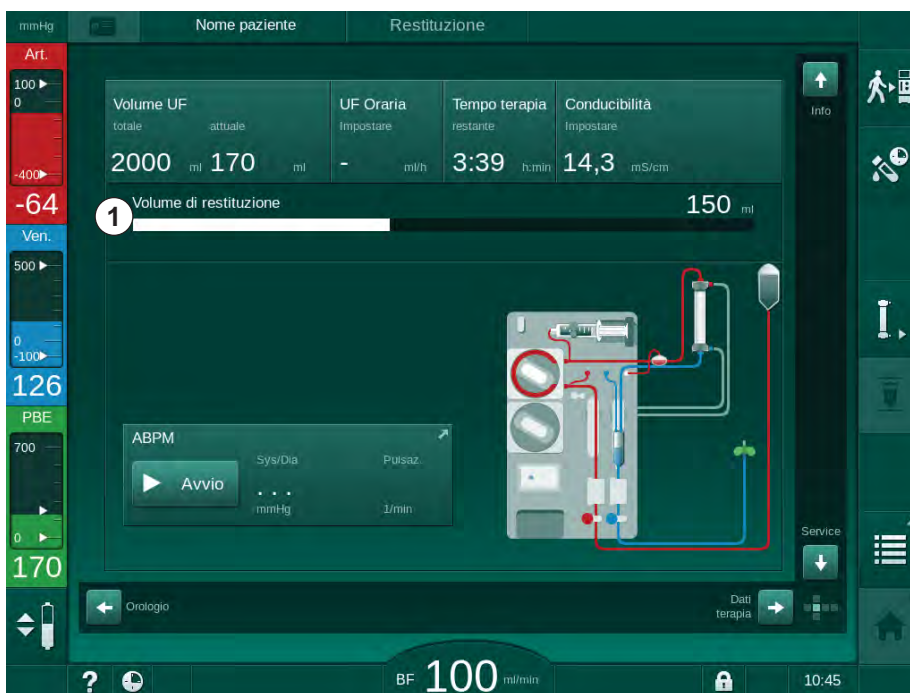 mmHg Nome paziente Restituzione
Art.
100
0
-400
-64
Ven.
500
0
-100
126
PBE
700
0
170
Volume UF UF Oraria Tempo terapia Conducibilità
totale attuale Impostare restante Impostare
2000 ml 170 ml - ml/h 3:39 h:min 14,3 mS/cm
1 Volume di restituzione 150 ml
Info
ABPM
Sys/Dia Pulsaz.
Avvio . . .
mmHg 1/min
Service
Orologio
Dati
terapia
? BF 100 ml/min 10:45